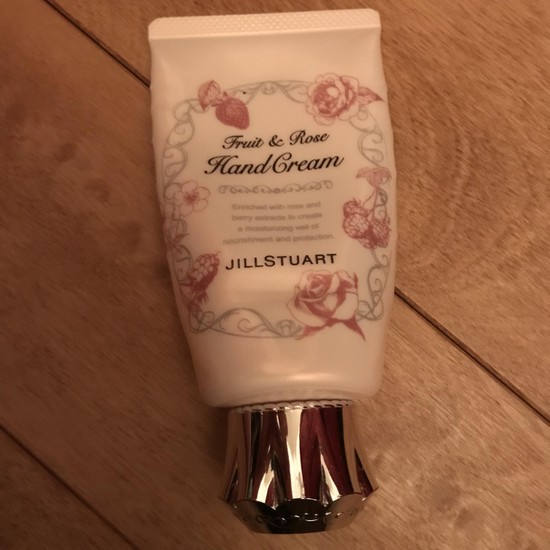 Fruit & Rose
Hand Cream
Enriched with rose and
berry extracts to create
a moisturizing veil of
nourishment and protection.
JILLSTUART